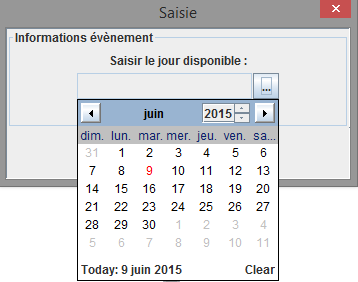 Saisie
Informations évènement
Saisir le jour disponible :
...
juin 2015
dim. lun. mar. mer. jeu. ven. sa...
31 1 2 3 4 5 6
7 8 9 10 11 12 13
14 15 16 17 18 19 20
21 22 23 24 25 26 27
28 29 30 1 2 3 4
5 6 7 8 9 10 11
Today: 9 juin 2015 Clear